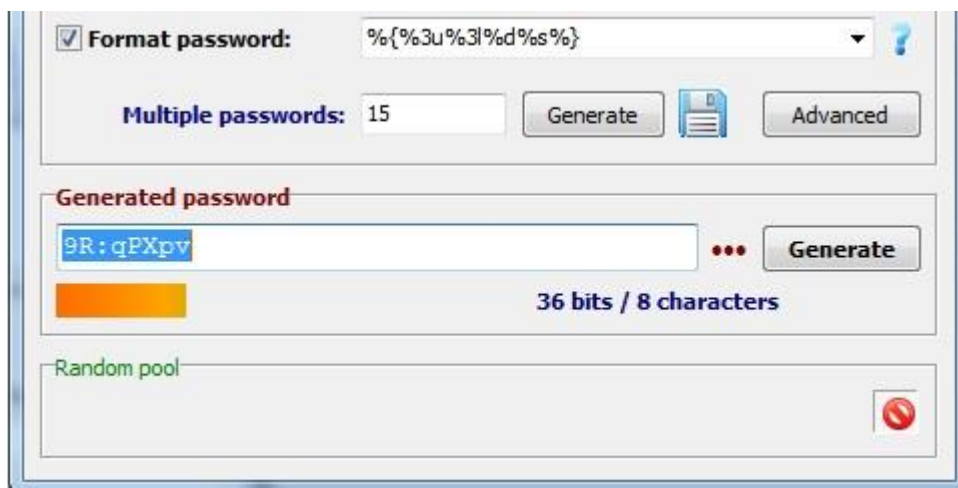 Format password: %{%3u%3l%d%s%}
Multiple passwords: 15 Generate Advanced
Generated password
9R:qPXpv ••• Generate
36 bits / 8 characters
Random pool